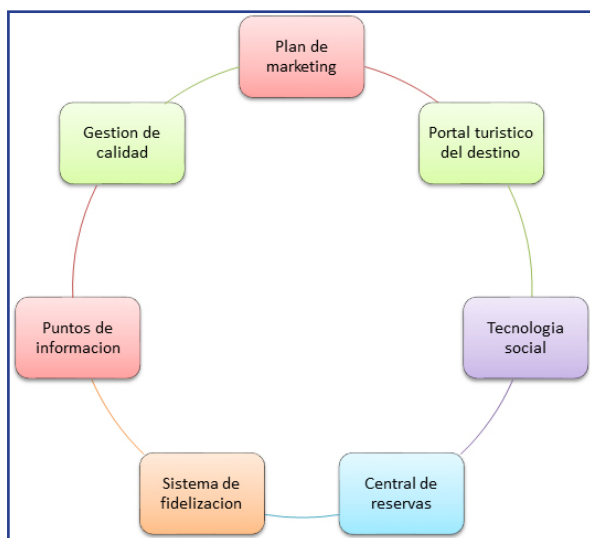 Plan de
marketing
Portal turistico
del destino
Tecnologia
social
Central de
reservas
Sistema de
fidelizacion
Puntos de
informacion
Gestion de
calidad